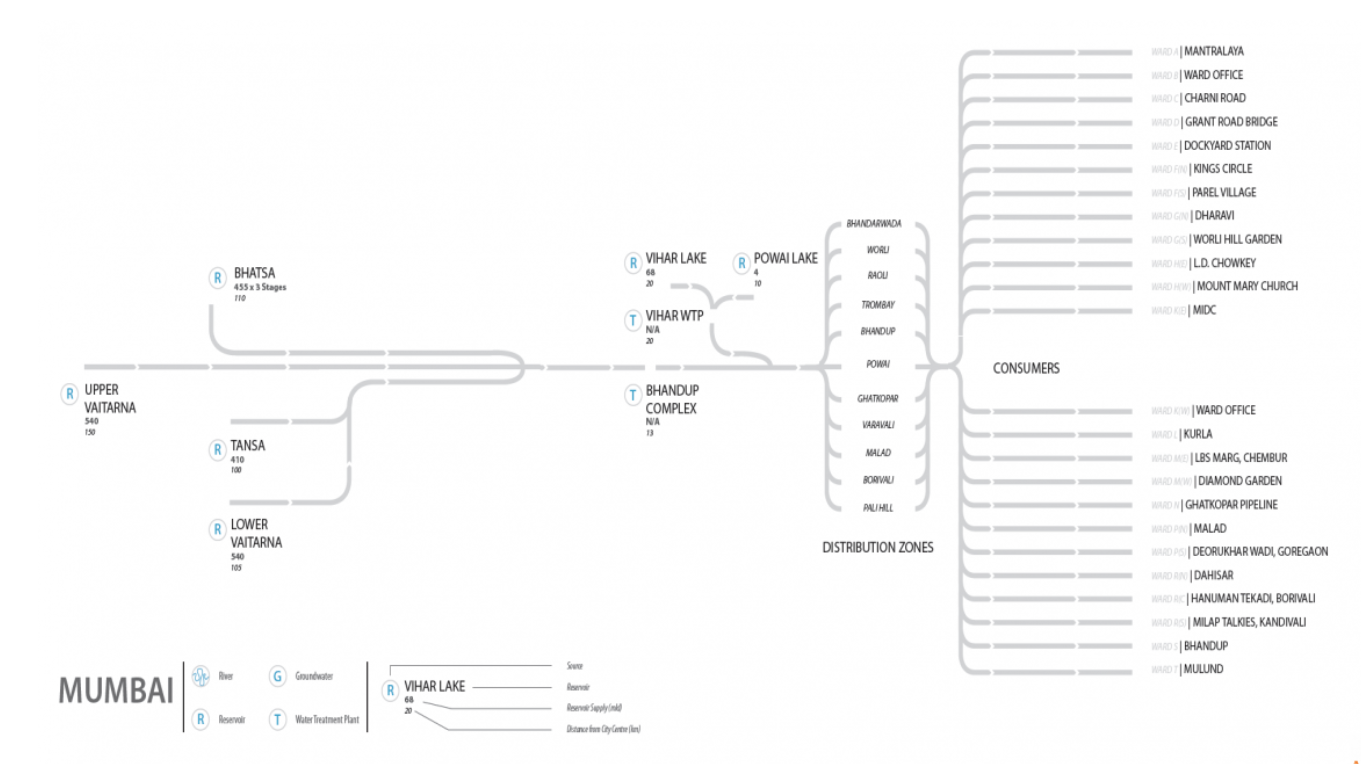 BHATSA
455 x 3 Stages
110
R
UPPER
VAITARNA
540
150
R
TANSA
410
100
R
LOWER
VAITARNA
540
105
R
R VIHAR LAKE
68
20
R POWAI LAKE
4
10
T VIHAR WTP
N/A
20
T BHANDUP
COMPLEX
N/A
13
BHANDARWADA
WORLI
RAOLI
TROMBAY
BHANDUP
POWAI
GHATKOPAR
VARAVALI
MALAD
BORIVALI
PALI HILL
DISTRIBUTION ZONES
WARD A | MANTRALAYA
WARD B | WARD OFFICE
WARD C | CHARNI ROAD
WARD D | GRANT ROAD BRIDGE
WARD E | DOCKYARD STATION
WARD F(N) | KINGS CIRCLE
WARD F(S) | PAREL VILLAGE
WARD G(N) | DHARAVI
WARD G(S) | WORLI HILL GARDEN
WARD H(E) | L.D. CHOWKEY
WARD H(W) | MOUNT MARY CHURCH
WARD K(E) | MIDC
CONSUMERS
WARD K(W) | WARD OFFICE
WARD L | KURLA
WARD M(E) | LBS MARG, CHEMBUR
WARD M(W) | DIAMOND GARDEN
WARD N | GHATKOPAR PIPELINE
WARD P(N) | MALAD
WARD P(S) | DEORUKHAR WADI, GOREGAON
WARD R(N) | DAHISAR
WARD R(C | HANUMAN TEKADI, BORIVALI
WARD R(S) | MILAP TALKIES, KANDIVALI
WARD S | BHANDUP
WARD T | MULUND
MUMBAI
River
G Groundwater
R Reservoir
T Water Treatment Plant
R VIHAR LAKE
68
20
Source
Reservoir
Reservoir Supply (mld)
Distance from City Centre (km)